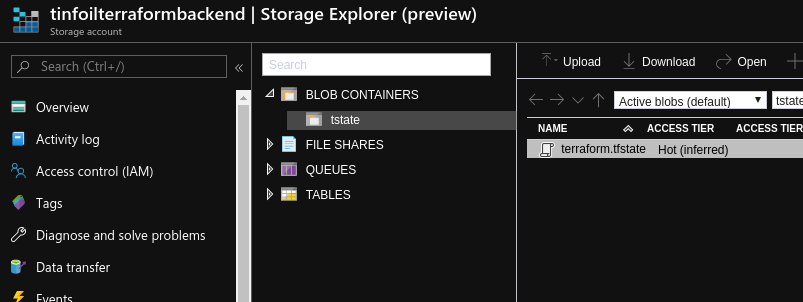 tinfoilterraformbackend | Storage Explorer (preview)
Storage account
Search (Ctrl+/)
«
Overview
Activity log
Access control (IAM)
Tags
Diagnose and solve problems
Data transfer
Events
Search
BLOB CONTAINERS
tstate
FILE SHARES
QUEUES
TABLES
Upload
Download
Open
Active blobs (default)
tstate
NAME ACCESS TIER ACCESS TIER
terraform.tfstate Hot (inferred)